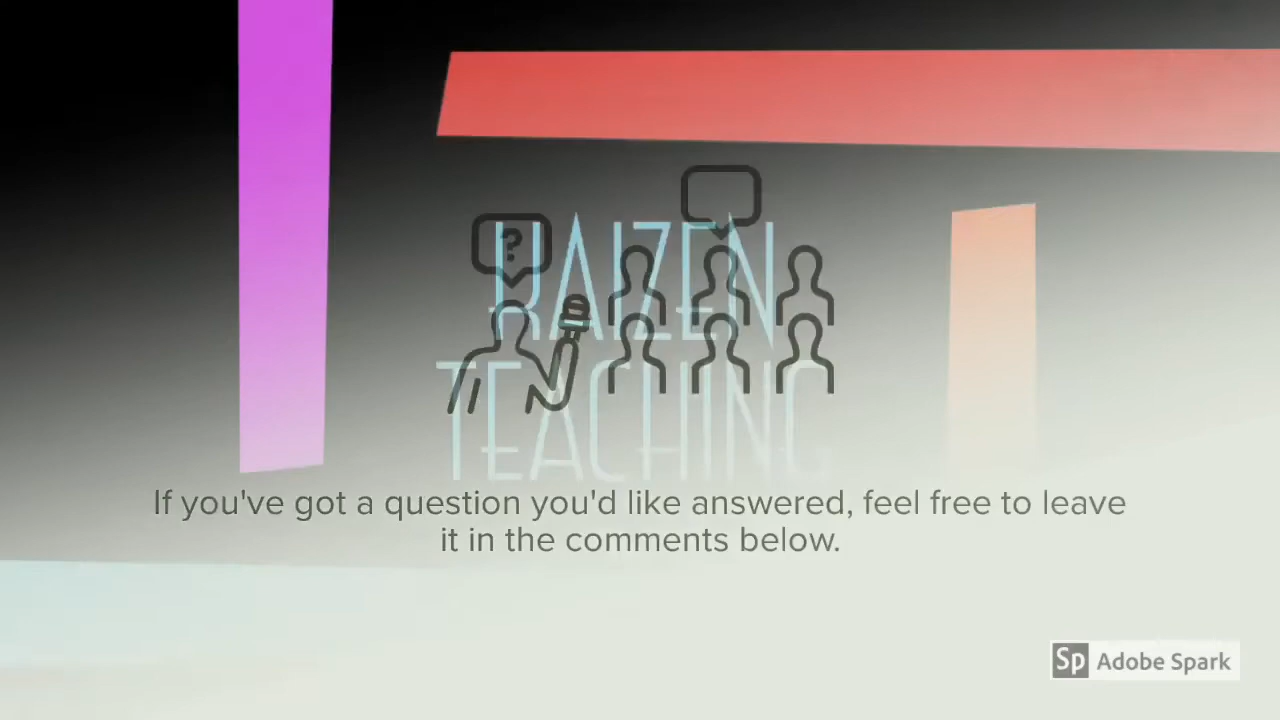 ?
RAIZEN
TEACHING
If you've got a question you'd like answered, feel free to leave
it in the comments below.
Sp Adobe Spark